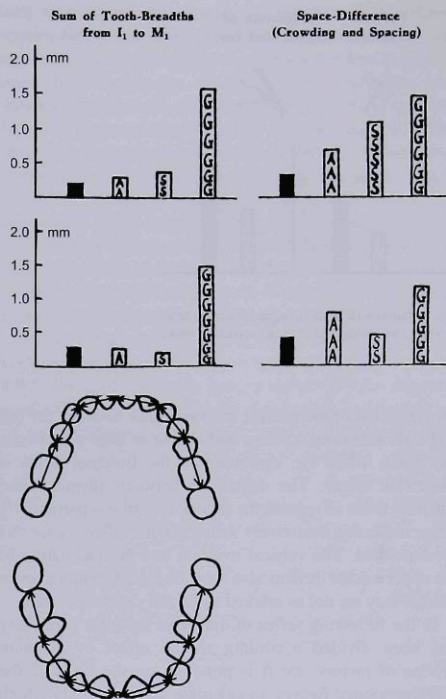 Sum of Tooth-Breadths
from I₁ to M₁
Space-Difference
(Crowding and Spacing)
2.0 mm
1.5
1.0
0.5
A
A
S
S
G
G
G
G
G
G
G
A
A
A
S
S
S
S
S
G
G
G
G
G
G
2.0 mm
1.5
1.0
0.5
A
S
G
G
G
G
G
G
G
A
A
A
S
S
G
G
G
G
G